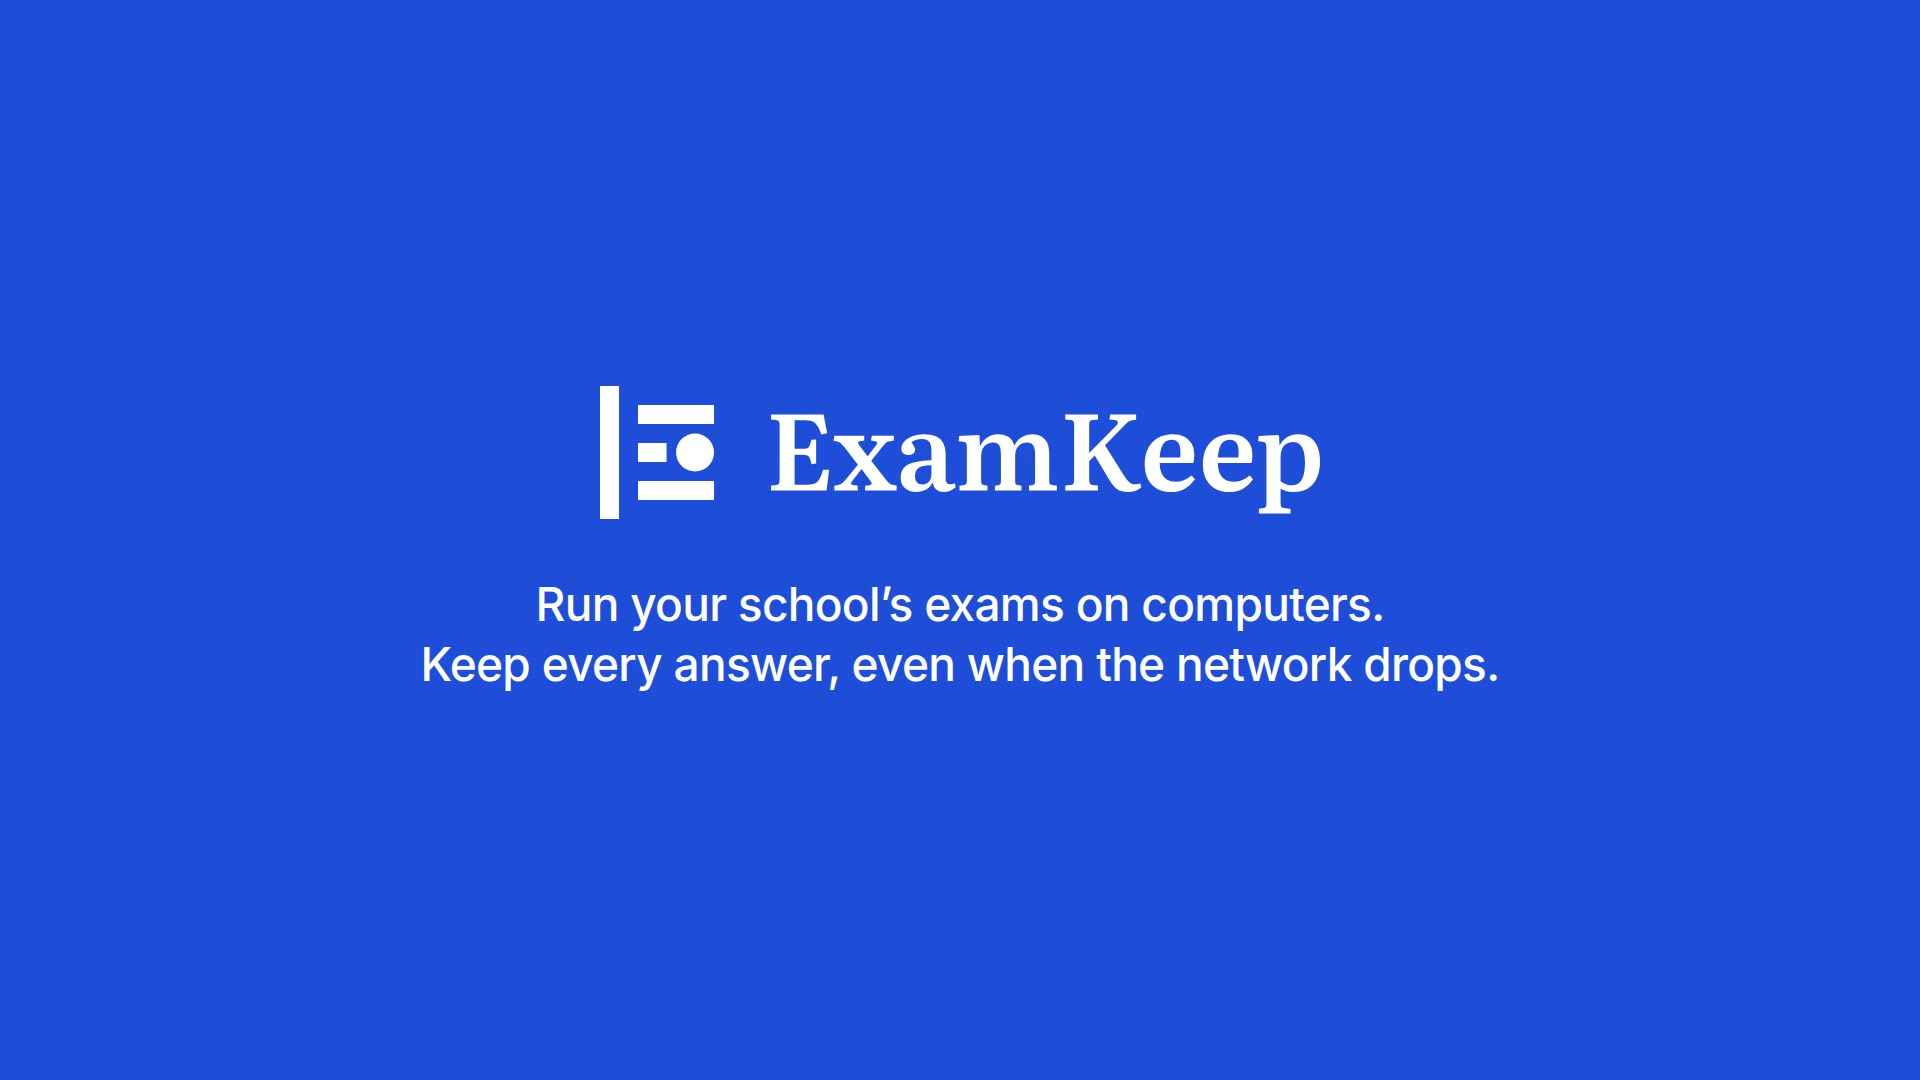 ExamKeep
Run your school’s exams on computers.
Keep every answer, even when the network drops.